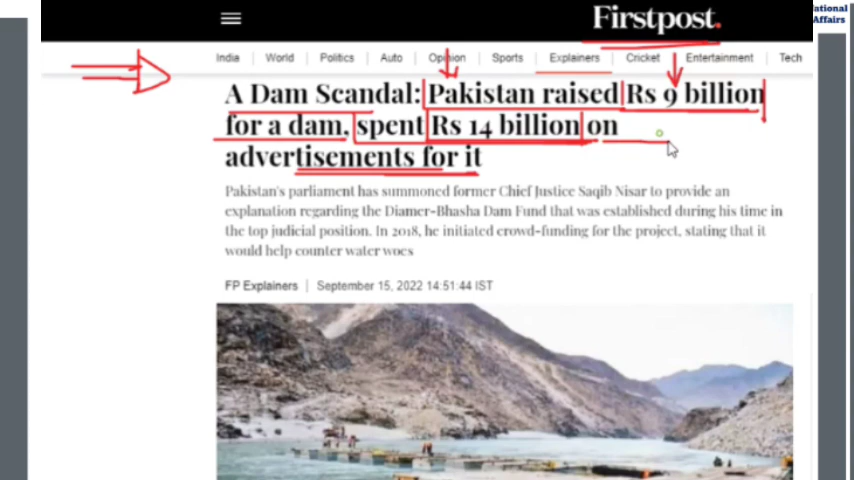 Firstpost.
ational
Affairs
India World Politics Auto Opinion Sports Explainers Cricket Entertainment Tech
A Dam Scandal: Pakistan raised Rs 9 billion
for a dam, spent Rs 14 billion on
advertisements for it
Pakistan's parliament has summoned former Chief Justice Saqib Nisar to provide an
explanation regarding the Diamer-Bhasha Dam Fund that was established during his time in
the top judicial position. In 2018, he initiated crowd-funding for the project, stating that it
would help counter water woes
FP Explainers | September 15, 2022 14:51:44 IST